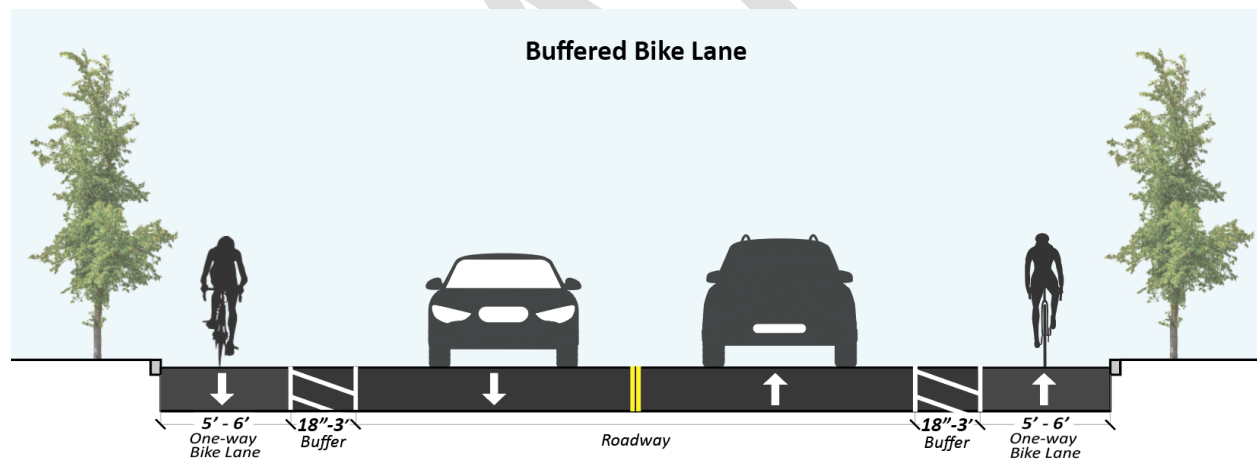 Buffered Bike Lane
5’ - 6’
One-way
Bike Lane
18”-3’
Buffer
Roadway
18”-3’
Buffer
5’ - 6’
One-way
Bike Lane